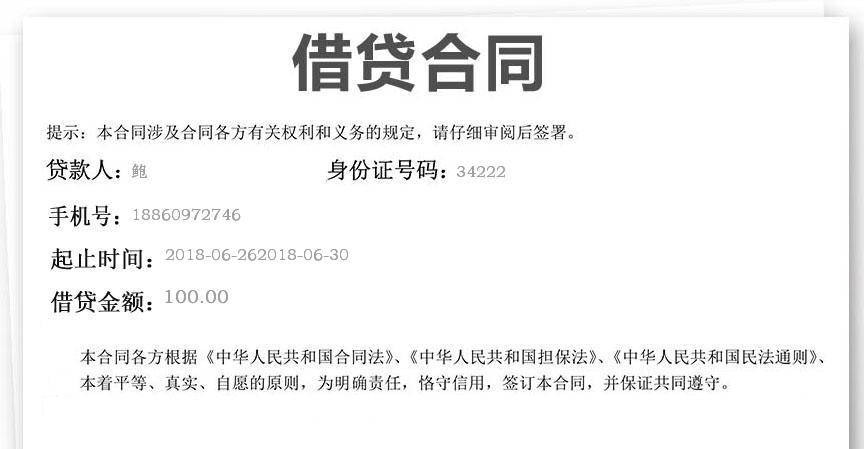 借贷合同
提示：本合同涉及合同各方有关权利和义务的规定，请仔细审阅后签署。
贷款人：鲍 身份证号码：34222
手机号：18860972746
起止时间：2018-06-262018-06-30
借贷金额：100.00
本合同各方根据《中华人民共和国合同法》、《中华人民共和国担保法》、《中华人民共和国民法通则》、
本着平等、真实、自愿的原则，为明确责任，恪守信用，签订本合同，并保证共同遵守。